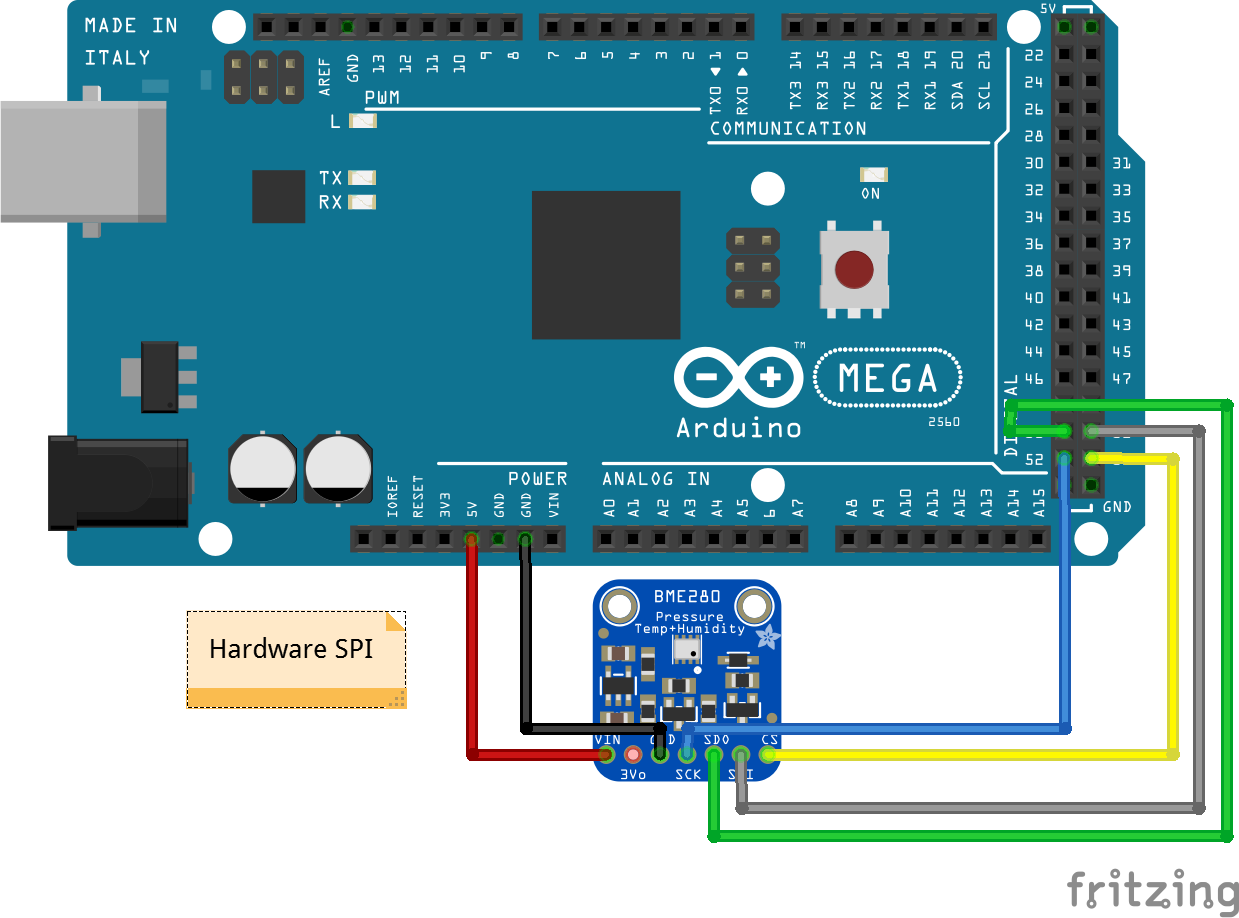 MADE IN
ITALY
AREF
GND
13
12
11
10
9
8
7
6
5
4
3
2
TX0 1
RX0 0
TX3 14
RX3 15
TX2 16
RX2 17
TX1 18
RX1 19
SDA 20
SCL 21
5V
PWM
COMMUNICATION
L
TX
RX
ON
22
24
26
28
30 31
32 33
34 35
36 37
38 39
40 41
42 43
44 45
46 47
52
GND
TM
MEGA
Arduino
2560
POWER
ANALOG IN
IOREF
RESET
3V3
5V
GND
GND
VIN
A0
A1
A2
A3
A4
A5
6
A7
A8
A9
A10
A11
A12
A13
A14
A15
BME280
Pressure
Temp+Humidity
VIN
SDO
CS
3Vo
SCK
Hardware SPI
fritzing